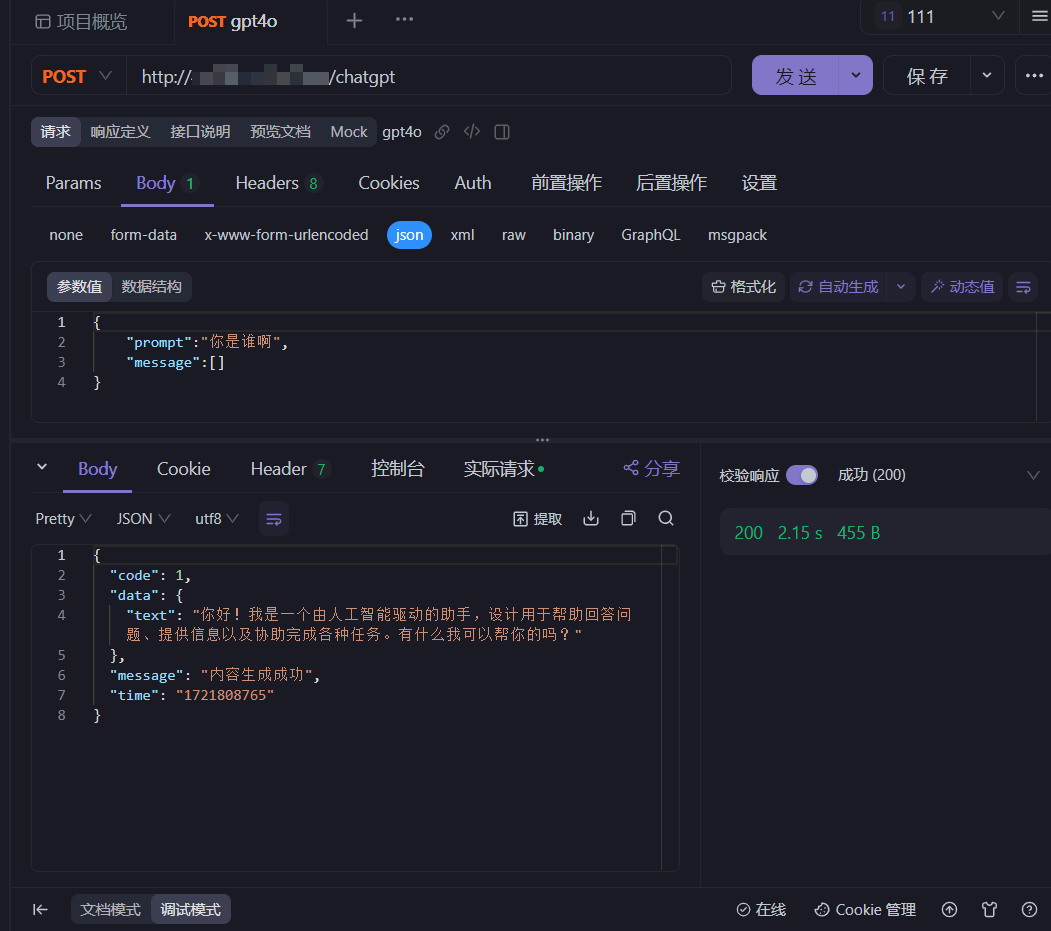 项目概览 POST gpt4o 11 111
POST http:// /chatgpt 发送 保存
请求 响应定义 接口说明 预览文档 Mock gpt4o
Params Body 1 Headers 8 Cookies Auth 前置操作 后置操作 设置
none form-data x-www-form-urlencoded json xml raw binary GraphQL msgpack
参数值 数据结构 格式化 自动生成 动态值
1 {
2 "prompt":"你是谁啊",
3 "message":[]
4 }
Body Cookie Header 7 控制台 实际请求 分享 校验响应 成功 (200)
Pretty JSON utf8 提取 200 2.15 s 455 B
1 {
2 "code": 1,
3 "data": {
4 "text": "你好！我是一个由人工智能驱动的助手，设计用于帮助回答问
题、提供信息以及协助完成各种任务。有什么我可以帮你的吗？"
5 },
6 "message": "内容生成成功",
7 "time": "1721808765"
8 }
文档模式 调试模式 在线 Cookie 管理